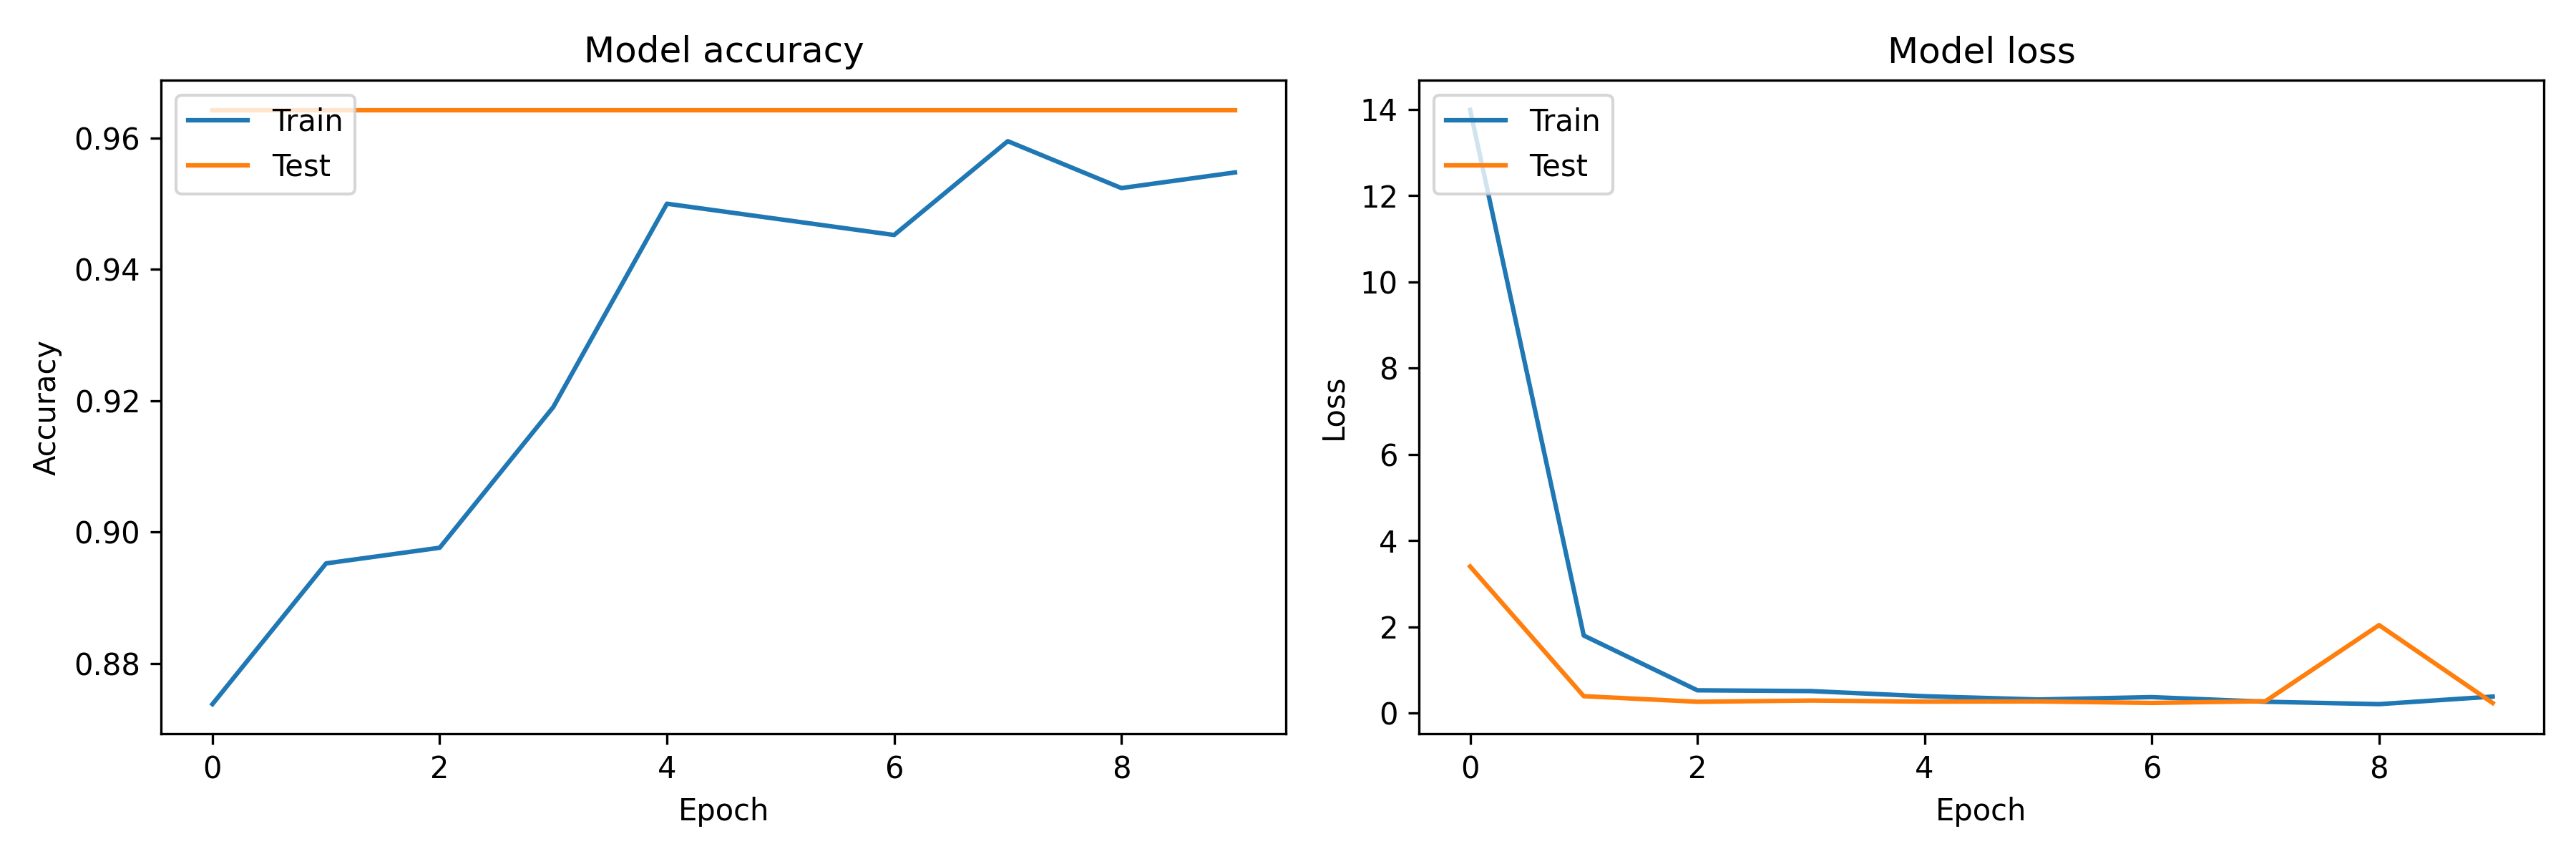 Model accuracy
Train
Test
0.96
0.94
0.92
0.90
0.88
Accuracy
0 2 4 6 8
Epoch
Model loss
Train
Test
14
12
10
8
6
4
2
0
Loss
0 2 4 6 8
Epoch